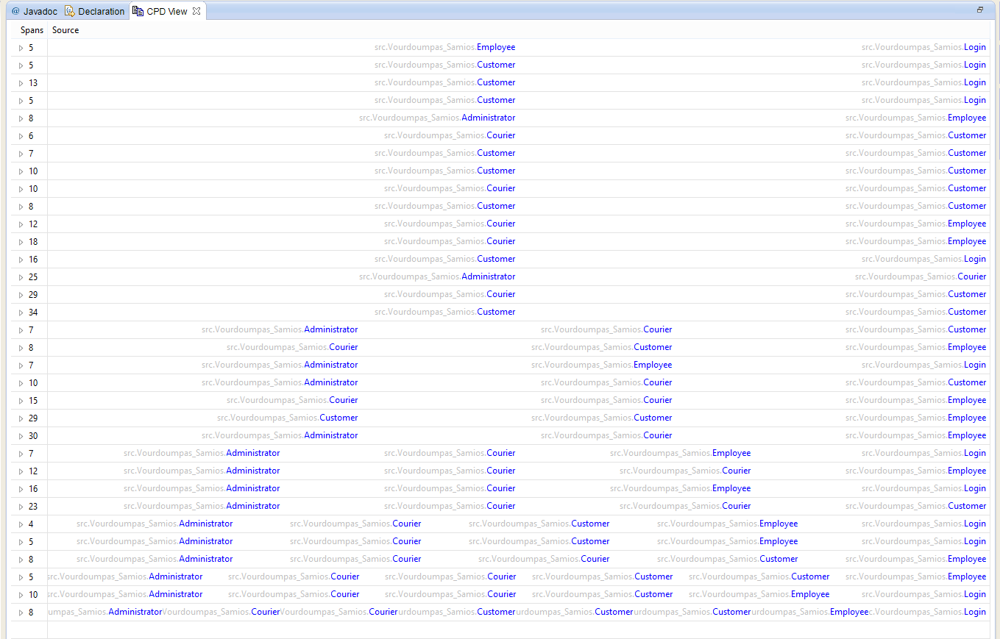 @ Javadoc Declaration CPD View
Spans Source
5 src.Vourdoumpas_Samios.Employee src.Vourdoumpas_Samios.Login
5 src.Vourdoumpas_Samios.Customer src.Vourdoumpas_Samios.Login
13 src.Vourdoumpas_Samios.Customer src.Vourdoumpas_Samios.Login
5 src.Vourdoumpas_Samios.Customer src.Vourdoumpas_Samios.Login
8 src.Vourdoumpas_Samios.Administrator src.Vourdoumpas_Samios.Employee
6 src.Vourdoumpas_Samios.Courier src.Vourdoumpas_Samios.Customer
7 src.Vourdoumpas_Samios.Customer src.Vourdoumpas_Samios.Customer
10 src.Vourdoumpas_Samios.Customer src.Vourdoumpas_Samios.Customer
10 src.Vourdoumpas_Samios.Courier src.Vourdoumpas_Samios.Customer
8 src.Vourdoumpas_Samios.Customer src.Vourdoumpas_Samios.Customer
12 src.Vourdoumpas_Samios.Courier src.Vourdoumpas_Samios.Employee
18 src.Vourdoumpas_Samios.Courier src.Vourdoumpas_Samios.Employee
16 src.Vourdoumpas_Samios.Customer src.Vourdoumpas_Samios.Login
25 src.Vourdoumpas_Samios.Administrator src.Vourdoumpas_Samios.Courier
29 src.Vourdoumpas_Samios.Courier src.Vourdoumpas_Samios.Customer
34 src.Vourdoumpas_Samios.Customer src.Vourdoumpas_Samios.Customer
7 src.Vourdoumpas_Samios.Administrator src.Vourdoumpas_Samios.Courier src.Vourdoumpas_Samios.Customer
8 src.Vourdoumpas_Samios.Courier src.Vourdoumpas_Samios.Customer src.Vourdoumpas_Samios.Employee
7 src.Vourdoumpas_Samios.Administrator src.Vourdoumpas_Samios.Employee src.Vourdoumpas_Samios.Login
10 src.Vourdoumpas_Samios.Administrator src.Vourdoumpas_Samios.Courier src.Vourdoumpas_Samios.Customer
15 src.Vourdoumpas_Samios.Courier src.Vourdoumpas_Samios.Courier src.Vourdoumpas_Samios.Employee
29 src.Vourdoumpas_Samios.Customer src.Vourdoumpas_Samios.Customer src.Vourdoumpas_Samios.Employee
30 src.Vourdoumpas_Samios.Administrator src.Vourdoumpas_Samios.Courier src.Vourdoumpas_Samios.Employee
7 src.Vourdoumpas_Samios.Administrator src.Vourdoumpas_Samios.Courier src.Vourdoumpas_Samios.Employee src.Vourdoumpas_Samios.Login
12 src.Vourdoumpas_Samios.Administrator src.Vourdoumpas_Samios.Courier src.Vourdoumpas_Samios.Courier src.Vourdoumpas_Samios.Employee
16 src.Vourdoumpas_Samios.Administrator src.Vourdoumpas_Samios.Courier src.Vourdoumpas_Samios.Employee src.Vourdoumpas_Samios.Login
23 src.Vourdoumpas_Samios.Administrator src.Vourdoumpas_Samios.Courier src.Vourdoumpas_Samios.Courier src.Vourdoumpas_Samios.Customer
4 src.Vourdoumpas_Samios.Administrator src.Vourdoumpas_Samios.Courier src.Vourdoumpas_Samios.Customer src.Vourdoumpas_Samios.Employee src.Vourdoumpas_Samios.Login
5 src.Vourdoumpas_Samios.Administrator src.Vourdoumpas_Samios.Courier src.Vourdoumpas_Samios.Customer src.Vourdoumpas_Samios.Employee src.Vourdoumpas_Samios.Login
8 src.Vourdoumpas_Samios.Administrator src.Vourdoumpas_Samios.Courier src.Vourdoumpas_Samios.Courier src.Vourdoumpas_Samios.Customer src.Vourdoumpas_Samios.Employee
5 src.Vourdoumpas_Samios.Administrator src.Vourdoumpas_Samios.Courier src.Vourdoumpas_Samios.Courier src.Vourdoumpas_Samios.Customer src.Vourdoumpas_Samios.Customer src.Vourdoumpas_Samios.Employee
10 src.Vourdoumpas_Samios.Administrator src.Vourdoumpas_Samios.Courier src.Vourdoumpas_Samios.Courier src.Vourdoumpas_Samios.Customer src.Vourdoumpas_Samios.Employee src.Vourdoumpas_Samios.Login
8 umpas_Samios.AdministratorVourdoumpas_Samios.CourierVourdoumpas_Samios.Courierurdoumpas_Samios.Customerurdoumpas_Samios.Customerurdoumpas_Samios.Customerurdoumpas_Samios.Employeec.Vourdoumpas_Samios.Login